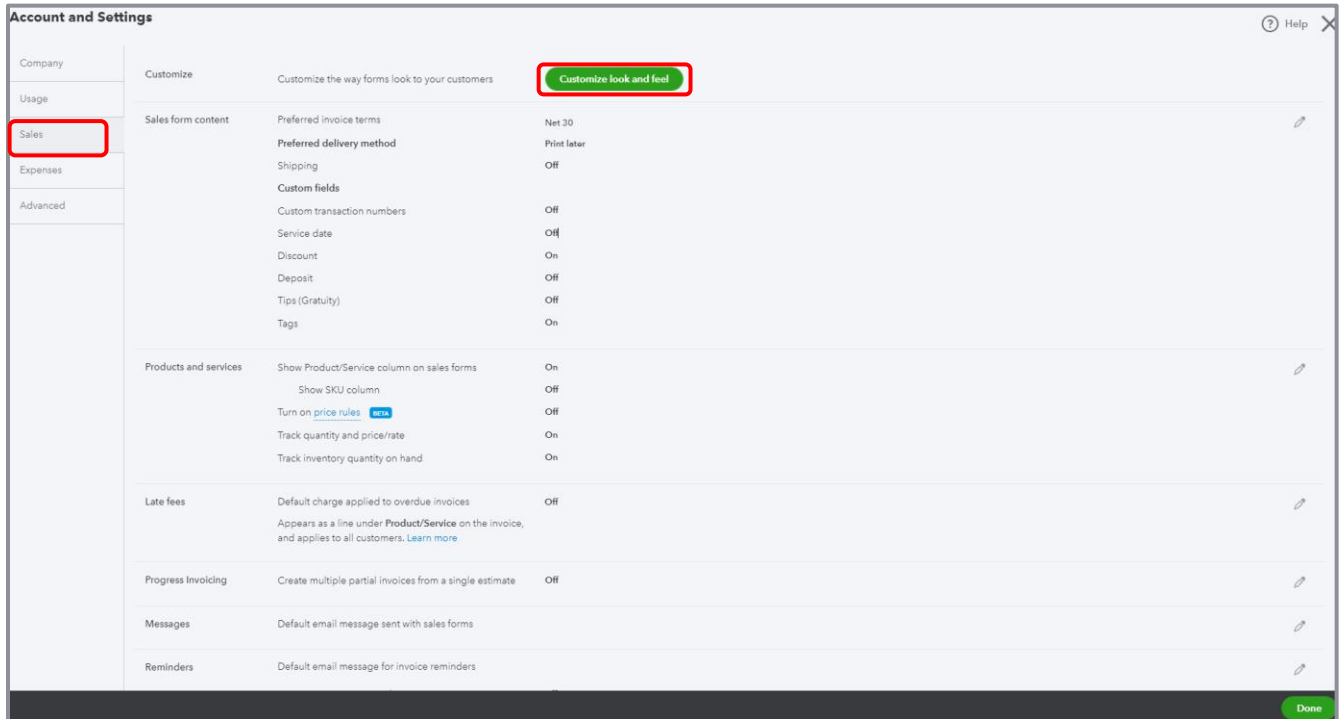 Account and Settings
Help
Company
Usage
Sales
Expenses
Advanced
Customize Customize the way forms look to your customers Customize look and feel
Sales form content Preferred invoice terms Net 30
Preferred delivery method Print later
Shipping Off
Custom fields
Custom transaction numbers Off
Service date Off
Discount On
Deposit Off
Tips (Gratuity) Off
Tags On
Products and services Show Product/Service column on sales forms On
Show SKU column Off
Turn on price rules BETA Off
Track quantity and price/rate On
Track inventory quantity on hand On
Late fees Default charge applied to overdue invoices Off
Appears as a line under Product/Service on the invoice,
and applies to all customers. Learn more
Progress Invoicing Create multiple partial invoices from a single estimate Off
Messages Default email message sent with sales forms
Reminders Default email message for invoice reminders
Done